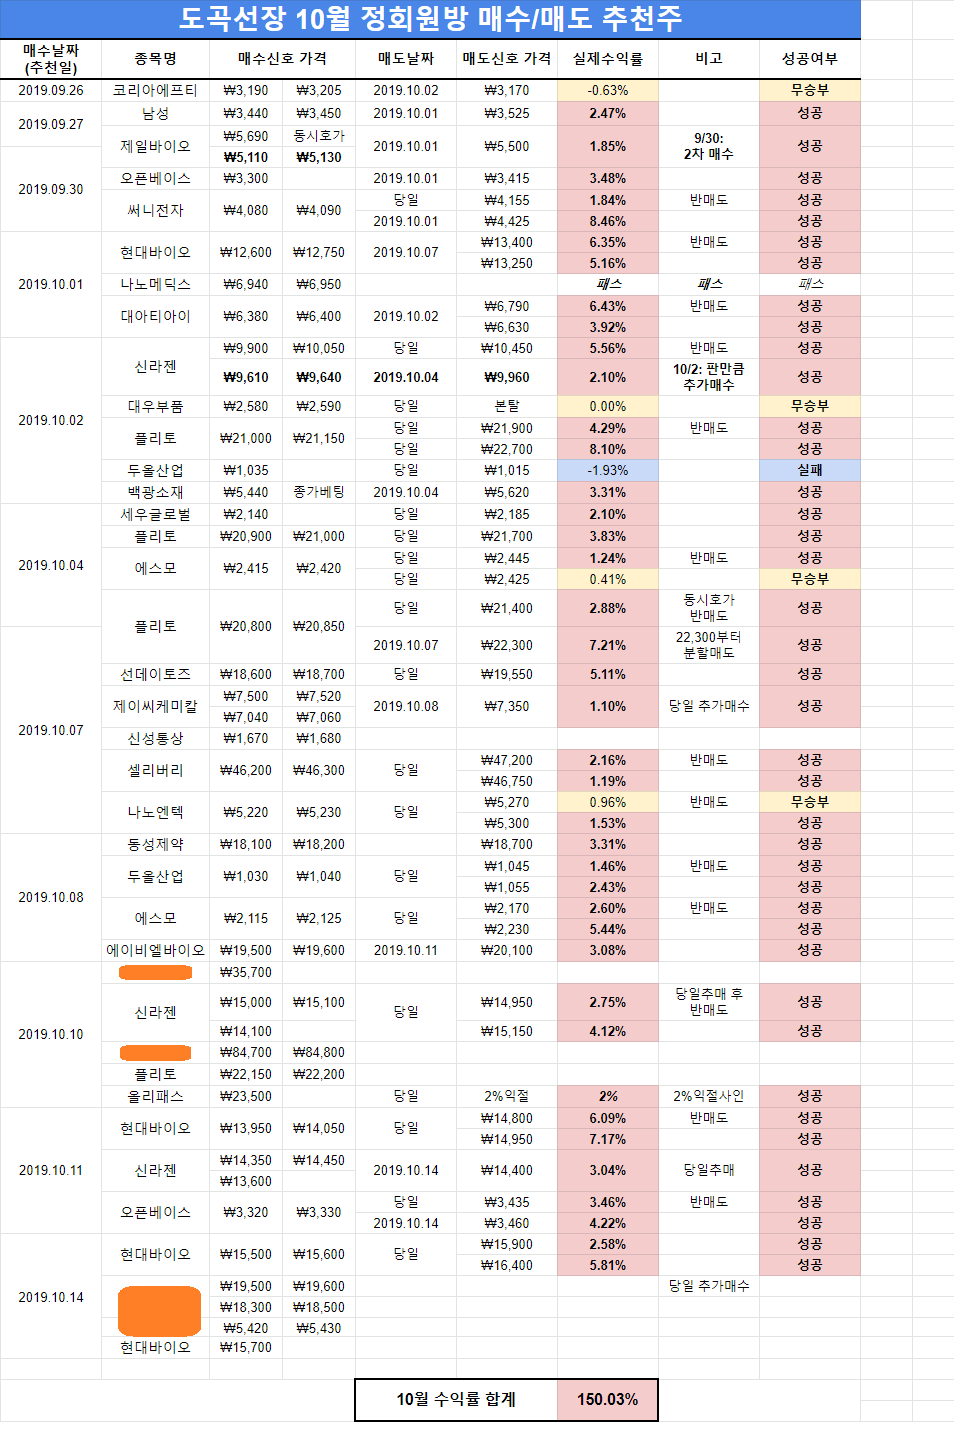 도곡선장 10월 정회원방 매수/매도 추천주
매수날짜 (추천일) 종목명 매수신호 가격 매도날짜 매도신호 가격 실제수익률 비고 성공여부
2019.09.26 코리아에프티 ₩3,190 ₩3,205 2019.10.02 ₩3,170 -0.63% 무승부
2019.09.27 남성 ₩3,440 ₩3,450 2019.10.01 ₩3,525 2.47% 성공
제일바이오 ₩5,690 동시호가 2019.10.01 ₩5,500 1.85% 9/30: 2차 매수 성공
₩5,110 ₩5,130
2019.09.30 오픈베이스 ₩3,300 2019.10.01 ₩3,415 3.48% 성공
써니전자 ₩4,080 ₩4,090 당일 ₩4,155 1.84% 반매도 성공
2019.10.01 ₩4,425 8.46% 성공
2019.10.01 현대바이오 ₩12,600 ₩12,750 2019.10.07 ₩13,400 6.35% 반매도 성공
₩13,250 5.16% 성공
나노메딕스 ₩6,940 ₩6,950 패스 패스 패스
대아티아이 ₩6,380 ₩6,400 2019.10.02 ₩6,790 6.43% 반매도 성공
₩6,630 3.92% 성공
2019.10.02 신라젠 ₩9,900 ₩10,050 당일 ₩10,450 5.56% 반매도 성공
₩9,610 ₩9,640 2019.10.04 ₩9,960 2.10% 10/2: 판만큼 추가매수 성공
대우부품 ₩2,580 ₩2,590 당일 본탈 0.00% 무승부
플리토 ₩21,000 ₩21,150 당일 ₩21,900 4.29% 반매도 성공
당일 ₩22,700 8.10% 성공
두올산업 ₩1,035 당일 ₩1,015 -1.93% 실패
백광소재 ₩5,440 종가베팅 2019.10.04 ₩5,620 3.31% 성공
2019.10.04 세우글로벌 ₩2,140 당일 ₩2,185 2.10% 성공
플리토 ₩20,900 ₩21,000 당일 ₩21,700 3.83% 성공
에스모 ₩2,415 ₩2,420 당일 ₩2,445 1.24% 반매도 성공
당일 ₩2,425 0.41% 무승부
플리토 ₩20,800 ₩20,850 당일 ₩21,400 2.88% 동시호가 반매도 성공
2019.10.07 ₩22,300 7.21% 22,300부터 분할매도 성공
2019.10.07 선데이토즈 ₩18,600 ₩18,700 당일 ₩19,550 5.11% 성공
제이씨케미칼 ₩7,500 ₩7,520 2019.10.08 ₩7,350 1.10% 당일 추가매수 성공
₩7,040 ₩7,060
신성통상 ₩1,670 ₩1,680
셀리버리 ₩46,200 ₩46,300 당일 ₩47,200 2.16% 반매도 성공
₩46,750 1.19% 성공
나노엔텍 ₩5,220 ₩5,230 당일 ₩5,270 0.96% 반매도 무승부
₩5,300 1.53% 성공
2019.10.08 동성제약 ₩18,100 ₩18,200 ₩18,700 3.31% 성공
두올산업 ₩1,030 ₩1,040 당일 ₩1,045 1.46% 반매도 성공
₩1,055 2.43% 성공
에스모 ₩2,115 ₩2,125 당일 ₩2,170 2.60% 반매도 성공
₩2,230 5.44% 성공
에이비엘바이오 ₩19,500 ₩19,600 2019.10.11 ₩20,100 3.08% 성공
2019.10.10 ₩35,700
신라젠 ₩15,000 ₩15,100 당일 ₩14,950 2.75% 당일추매 후 반매도 성공
₩14,100 ₩15,150 4.12% 성공
₩84,700 ₩84,800
플리토 ₩22,150 ₩22,200
올리패스 ₩23,500 당일 2%익절 2% 2%익절사인 성공
2019.10.11 현대바이오 ₩13,950 ₩14,050 당일 ₩14,800 6.09% 반매도 성공
₩14,950 7.17% 성공
신라젠 ₩14,350 ₩14,450 2019.10.14 ₩14,400 3.04% 당일추매 성공
₩13,600
오픈베이스 ₩3,320 ₩3,330 당일 ₩3,435 3.46% 반매도 성공
2019.10.14 ₩3,460 4.22% 성공
2019.10.14 현대바이오 ₩15,500 ₩15,600 당일 ₩15,900 2.58% 성공
₩16,400 5.81% 성공
₩19,500 ₩19,600 당일 추가매수
₩18,300 ₩18,500
₩5,420 ₩5,430
현대바이오 ₩15,700
10월 수익률 합계 150.03%